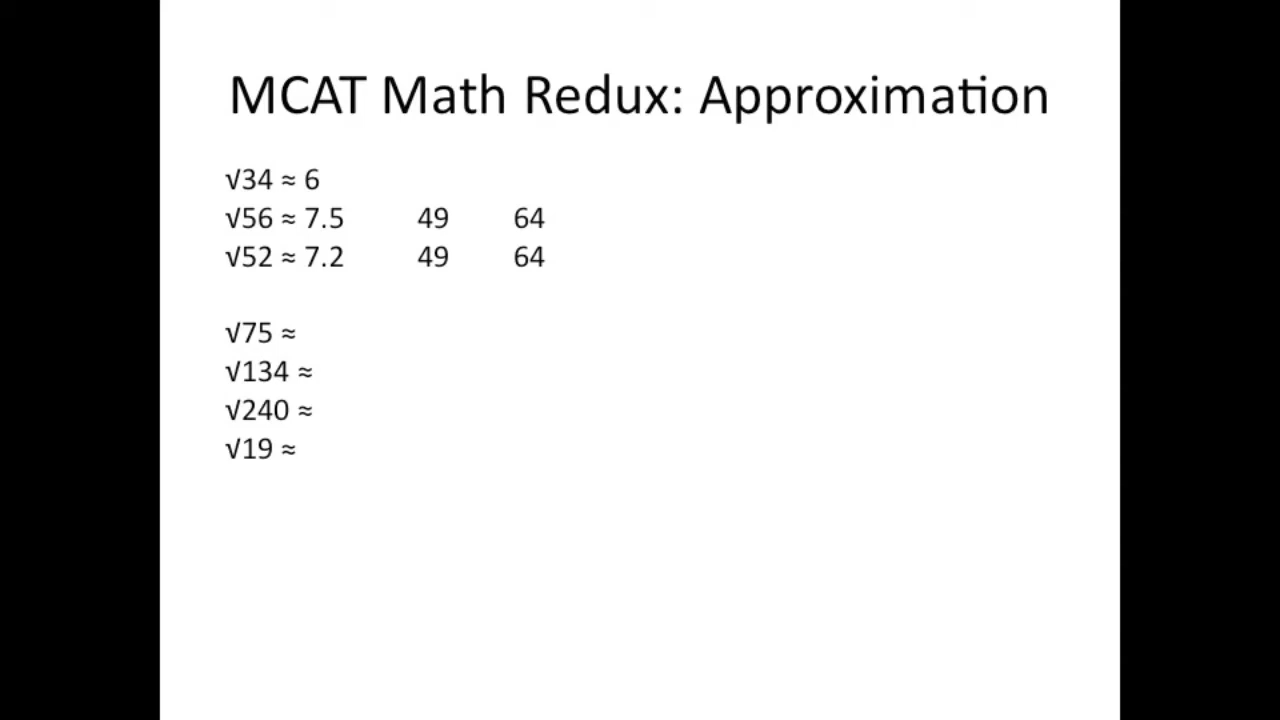 MCAT Math Redux: Approximation
√34 ≈ 6
√56 ≈ 7.5 49 64
√52 ≈ 7.2 49 64
√75 ≈
√134 ≈
√240 ≈
√19 ≈